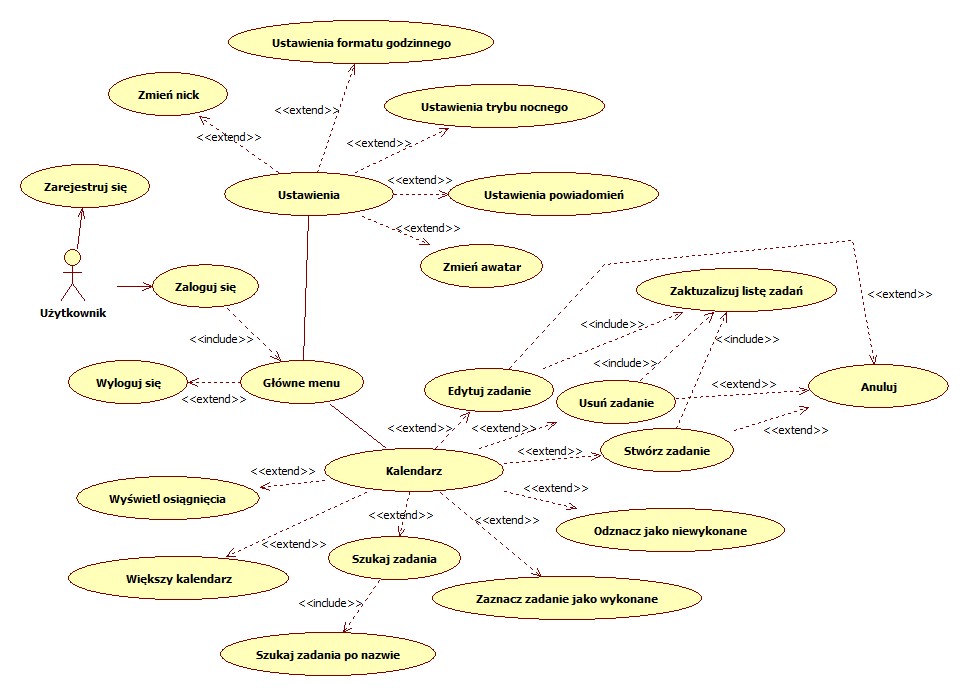 Ustawienia formatu godzinnego
Zmień nick
<<extend>>
Ustawienia trybu nocnego
<<extend>>
<<extend>>
Zarejestruj się
<<extend>>
Ustawienia
Ustawienia powiadomień
<<extend>>
Zmień awatar
Zaloguj się
Zaktuzalizuj listę zadań
<<extend>>
Użytkownik
<<include>>
<<include>>
<<include>>
<<include>>
Wyloguj się
Główne menu
Edytuj zadanie
<<extend>>
Anuluj
<<extend>>
Usuń zadanie
<<extend>>
<<extend>>
<<extend>>
Stwórz zadanie
Kalendarz
<<extend>>
<<extend>>
<<extend>>
Wyświetl osiągnięcia
<<extend>>
<<extend>>
Odznacz jako niewykonane
<<extend>>
Szukaj zadania
Większy kalendarz
Zaznacz zadanie jako wykonane
<<include>>
Szukaj zadania po nazwie